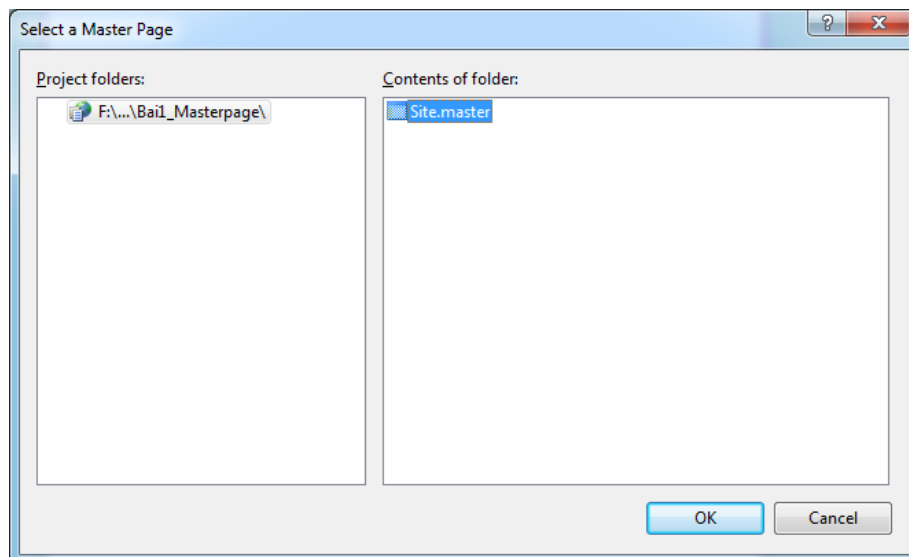 Select a Master Page
Project folders:
Contents of folder:
F:\...\Bai1_Masterpage\
Site.master
OK
Cancel